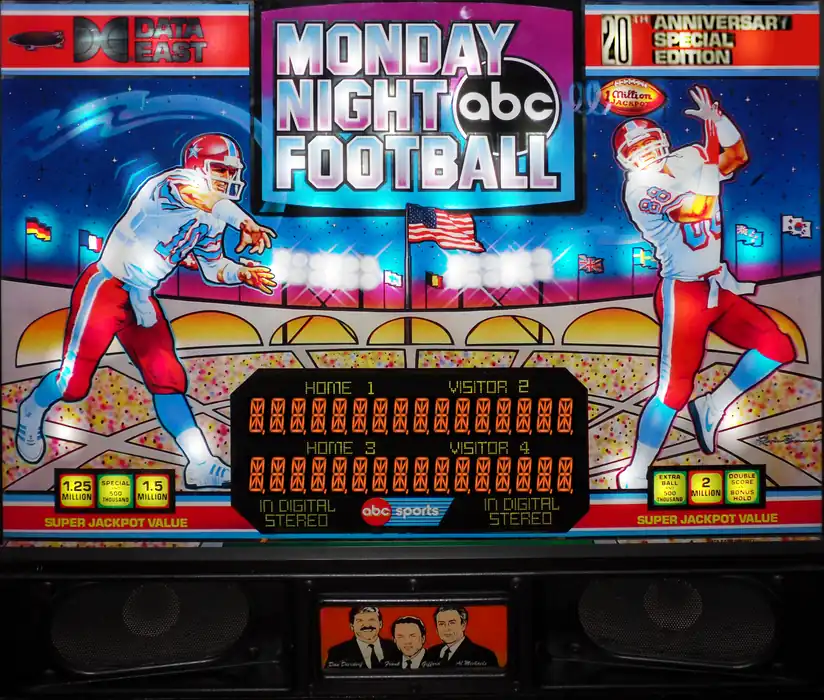 DATA
EAST
MONDAY
NIGHT
FOOTBALL
abc
20TH ANNIVERSARY
SPECIAL
EDITION
1 Million
JACKPOT
88
HOME 1
VISITOR 2
HOME 3
VISITOR 4
IN DIGITAL
STEREO
abc sports
IN DIGITAL
STEREO
1.25
MILLION
SPECIAL
AND
500
THOUSAND
1.5
MILLION
SUPER JACKPOT VALUE
EXTRA
BALL AND
500
THOUSAND
2
MILLION
DOUBLE
SCORE
&
BONUS
HOLD
SUPER JACKPOT VALUE
Dan Dierdorf
Frank Gifford
Al Michaels